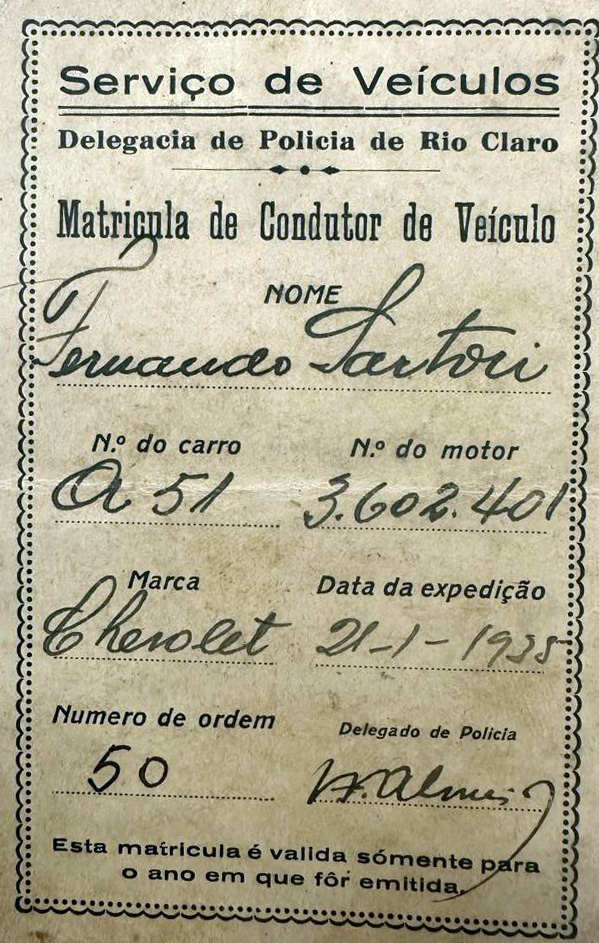 Serviço de Veículos
Delegacia de Policia de Rio Claro
Matricula de Condutor de Veículo
NOME
Fernando Sartori
N.º do carro N.º do motor
A 51 3.602.401
Marca Data da expedição
Chevolet 21-1-1935
Numero de ordem Delegado de Policia
50
Esta matricula é valida sómente para
o ano em que fôr emitida.